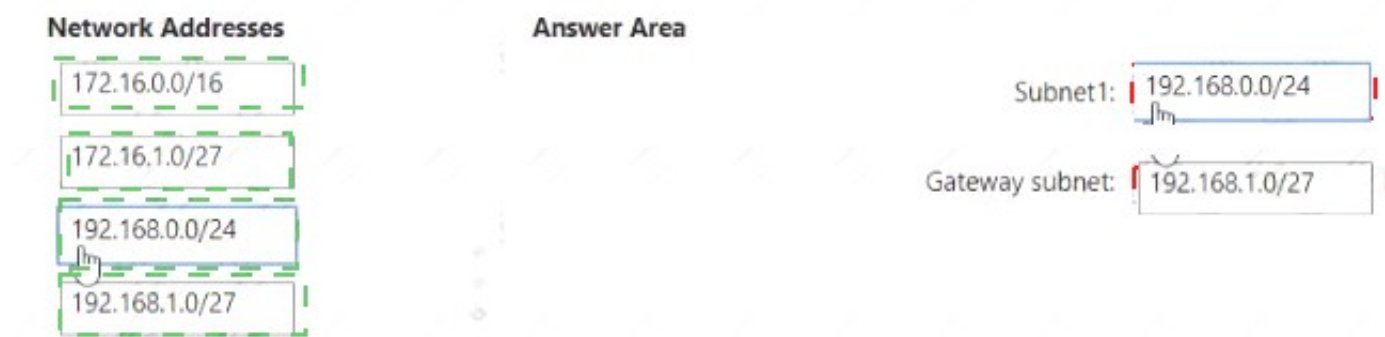 Network Addresses
172.16.0.0/16
172.16.1.0/27
192.168.0.0/24
192.168.1.0/27
Answer Area
Subnet1: 192.168.0.0/24
Gateway subnet: 192.168.1.0/27